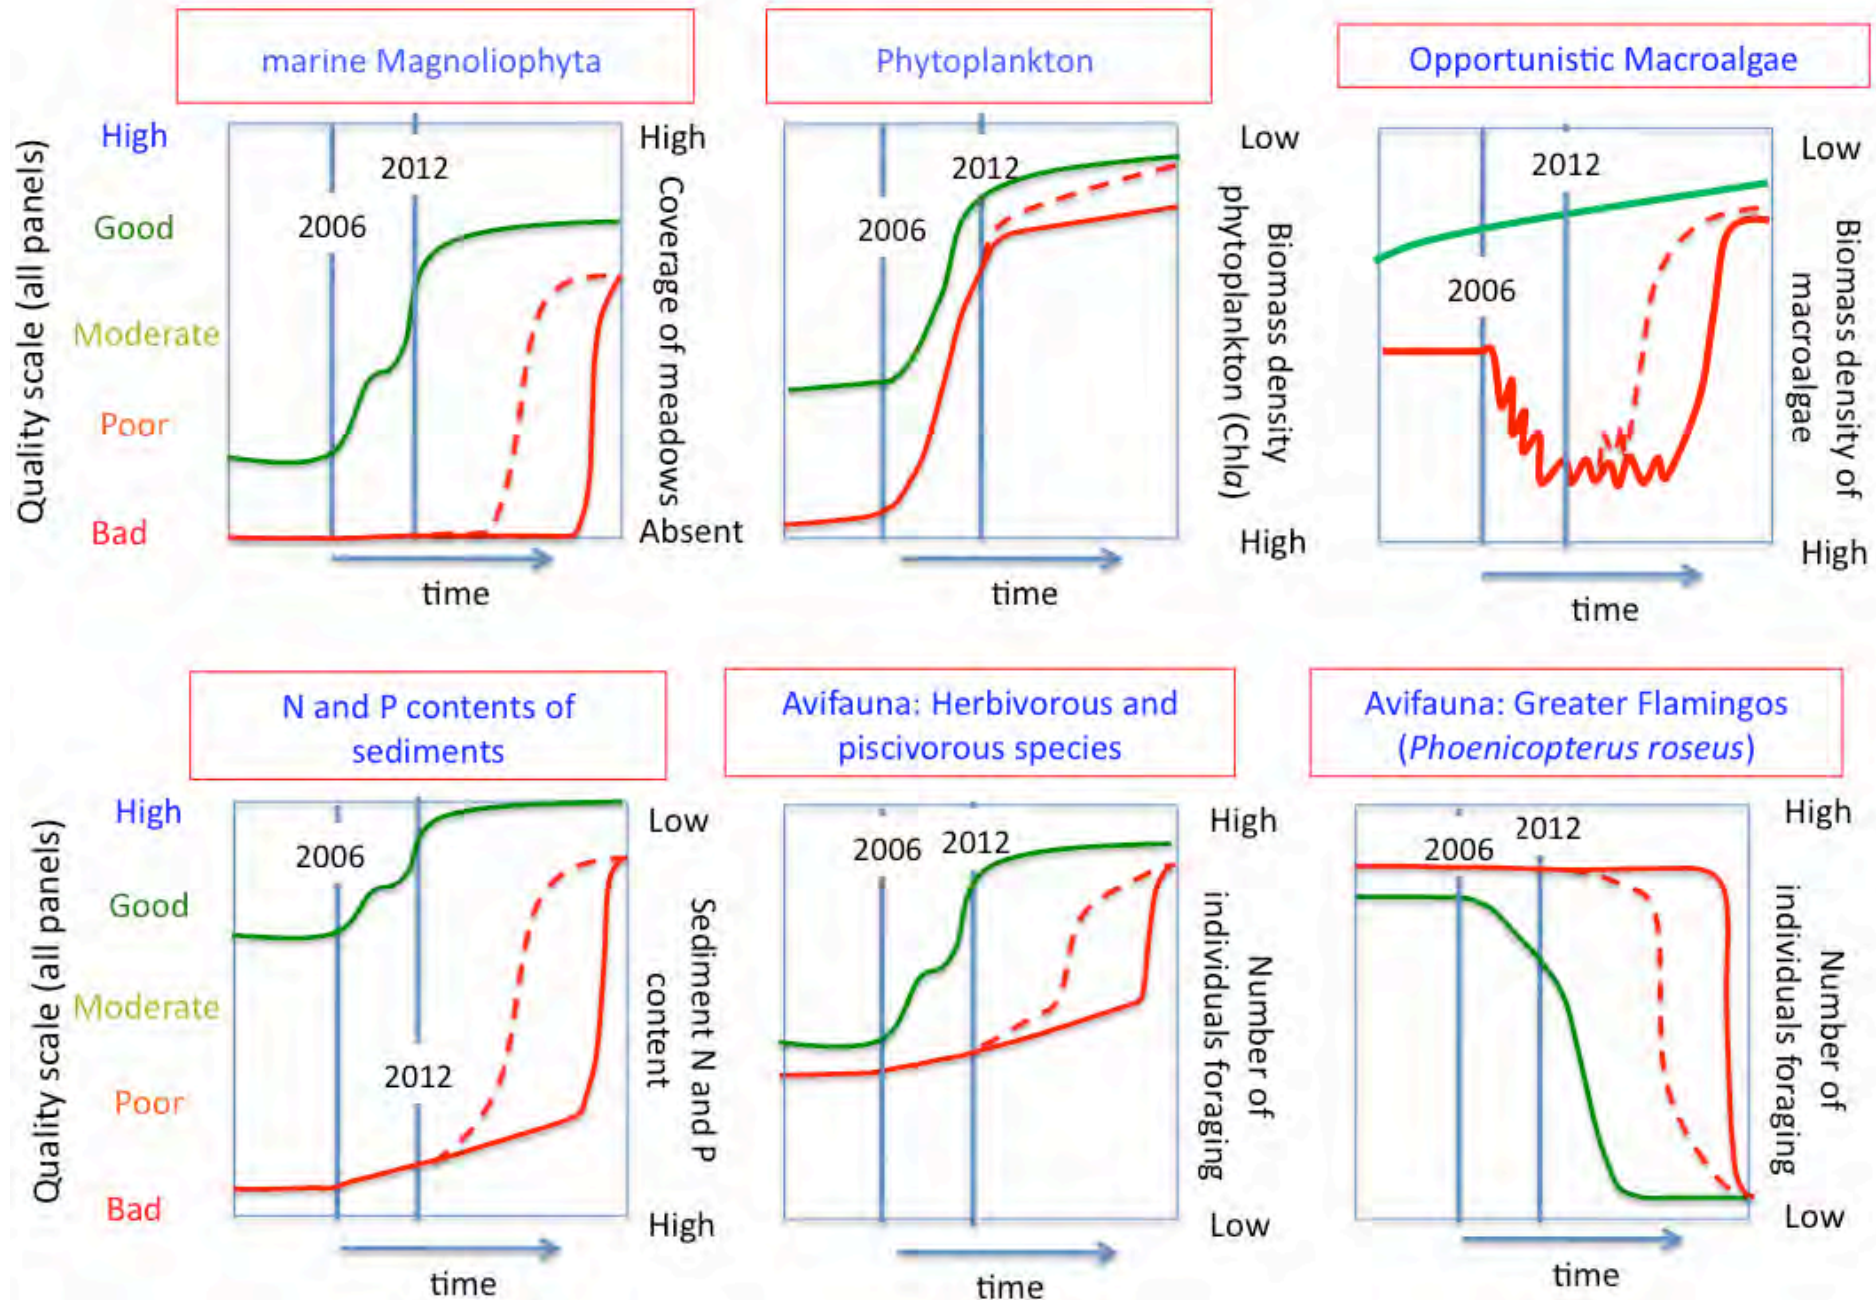 marine Magnoliophyta
Phytoplankton
Opportunistic Macroalgae
Quality scale (all panels)
High
Good
Moderate
Poor
Bad
2006
2012
High
Coverage of meadows
Absent
time
2006
2012
Low
Biomass density
phytoplankton (Chla)
High
time
2006
2012
Low
Biomass density of
macroalgae
High
time
N and P contents of
sediments
Avifauna: Herbivorous and
piscivorous species
Avifauna: Greater Flamingos
(Phoenicopterus roseus)
Quality scale (all panels)
High
Good
Moderate
Poor
Bad
2006
2012
Low
Sediment N and P
content
High
time
2006
2012
High
Number of
individuals foraging
Low
time
2006
2012
High
Number of
individuals foraging
Low
time